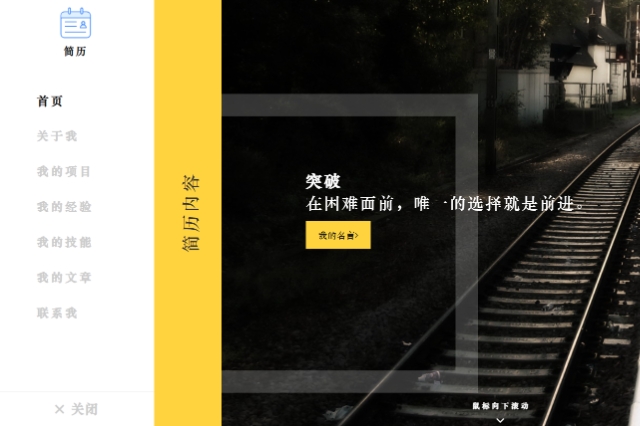 简历
首页
关于我
我的项目
我的经验
我的技能
我的文章
联系我
× 关闭
简历内容
突破
在困难面前，唯一的选择就是前进。
我的名言>
鼠标向下滚动